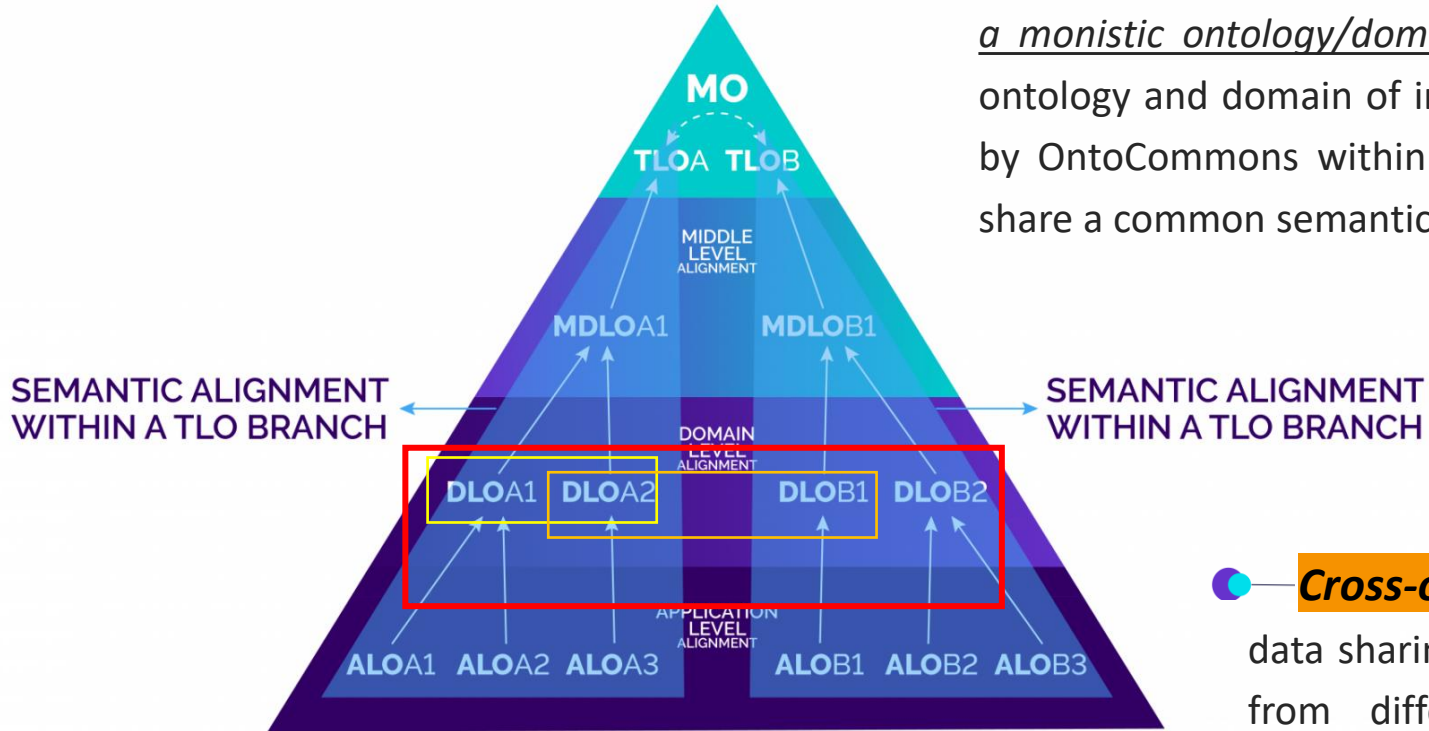 a monistic ontology/dom
ontology and domain of i
by OntoCommons within
share a common semantic
MO
TLOA TLOB
MIDDLE
LEVEL
ALIGNMENT
MDLOA1 MDLOB1
SEMANTIC ALIGNMENT
WITHIN A TLO BRANCH
SEMANTIC ALIGNMENT
WITHIN A TLO BRANCH
DOMAIN
LEVEL
ALIGNMENT
DLOA1 DLOA2 DLOB1 DLOB2
Cross-
data sharin
from diff
APPLICATION
LEVEL
ALIGNMENT
ALOA1 ALOA2 ALOA3 ALOB1 ALOB2 ALOB3